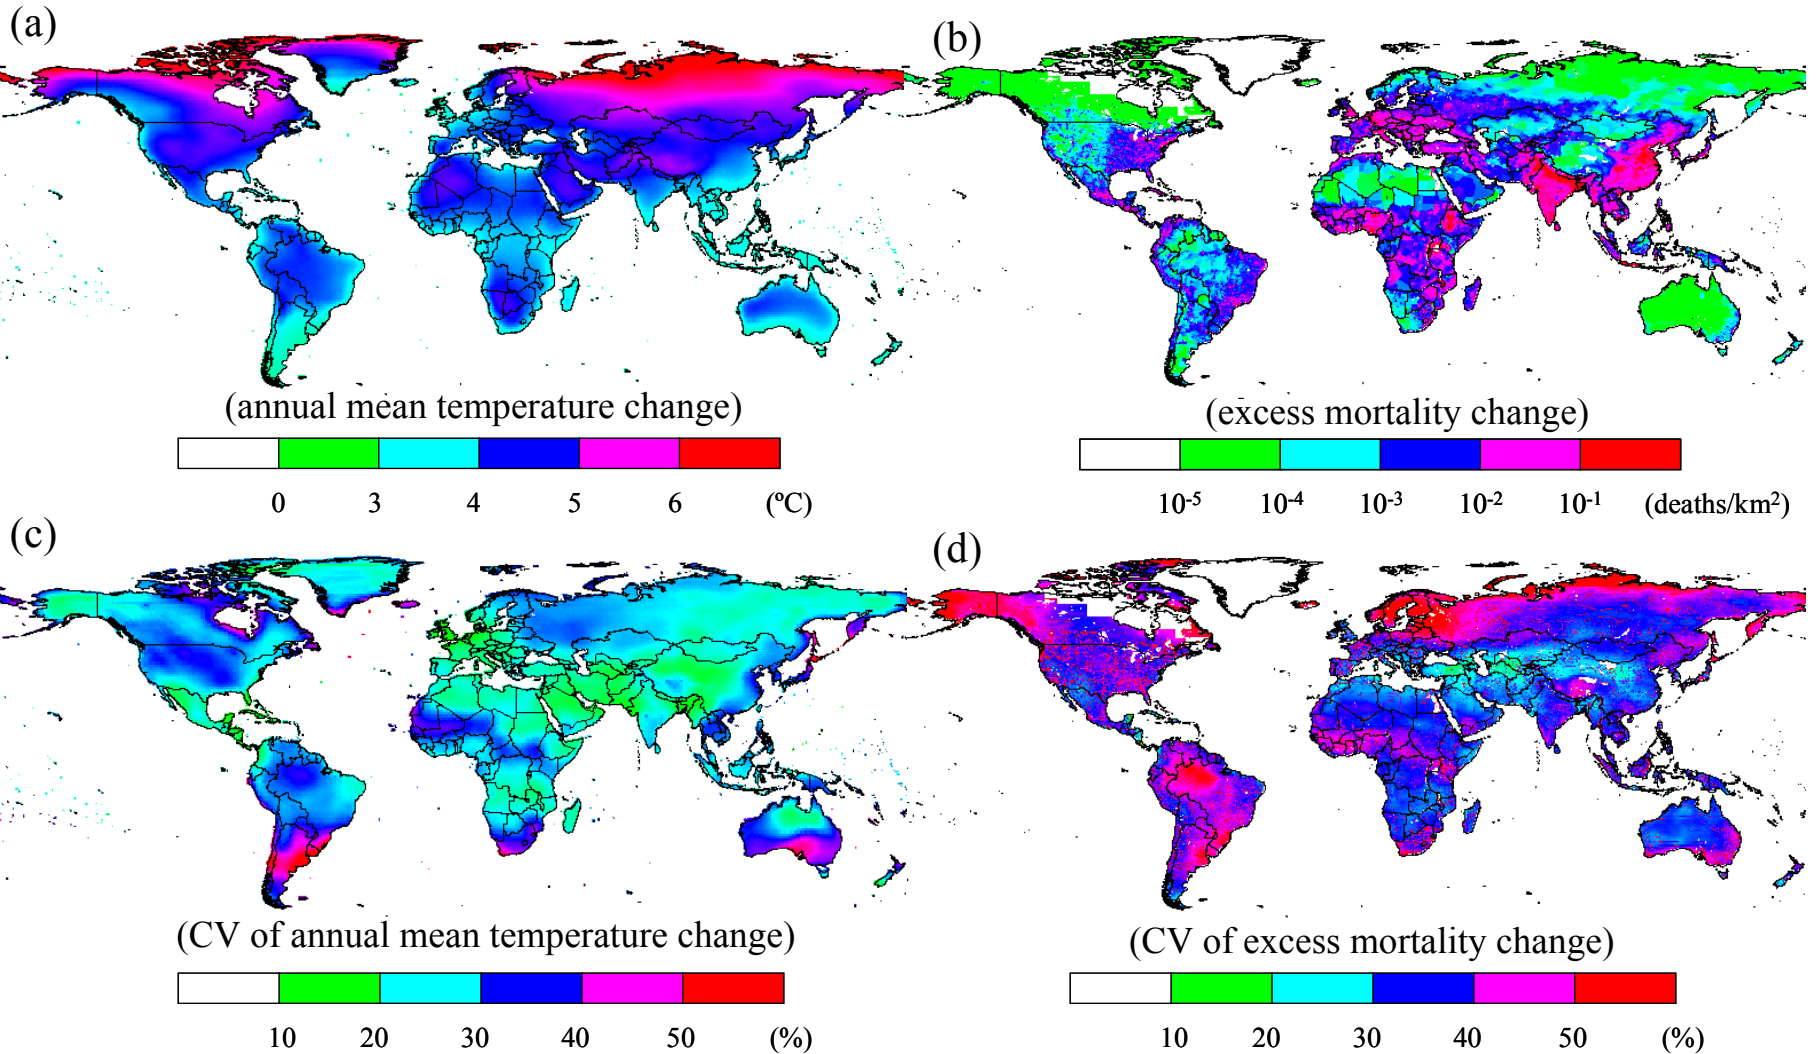 (a)
(b)
(annual mean temperature change)
(excess mortality change)
0 3 4 5 6 (ºC)
10-5 10-4 10-3 10-2 10-1 (deaths/km2)
(c)
(d)
(CV of annual mean temperature change)
(CV of excess mortality change)
10 20 30 40 50 (%)
10 20 30 40 50 (%)